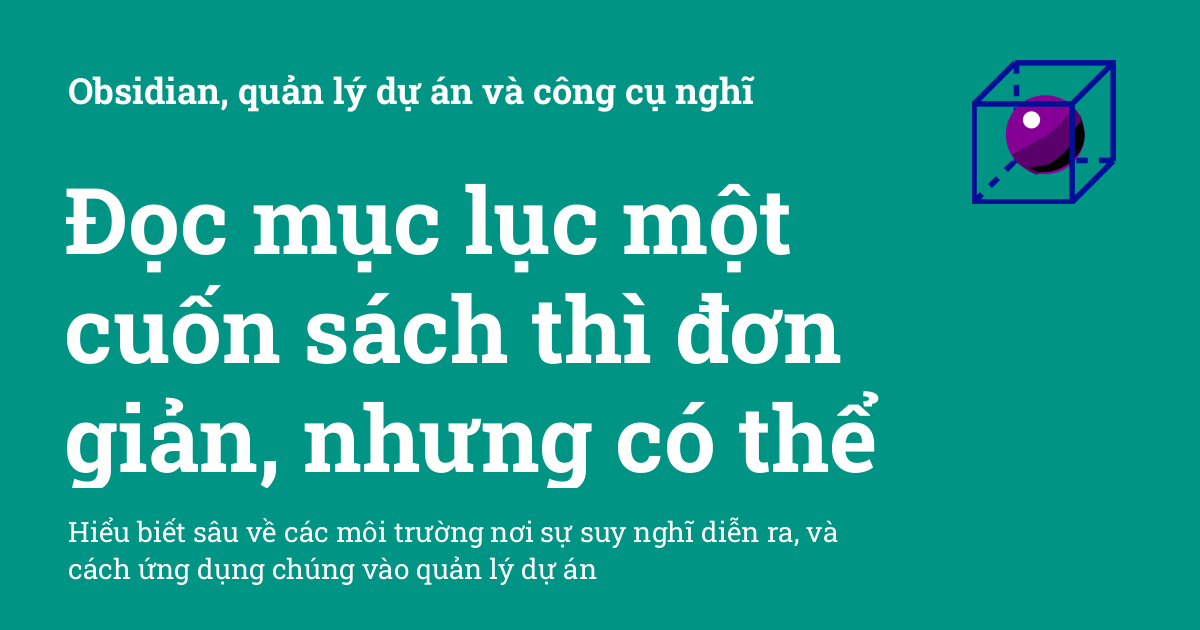 Obsidian, quản lý dự án và công cụ nghĩ
Đọc mục lục một
cuốn sách thì đơn
giản, nhưng có thể
Hiểu biết sâu về các môi trường nơi sự suy nghĩ diễn ra, và
cách ứng dụng chúng vào quản lý dự án